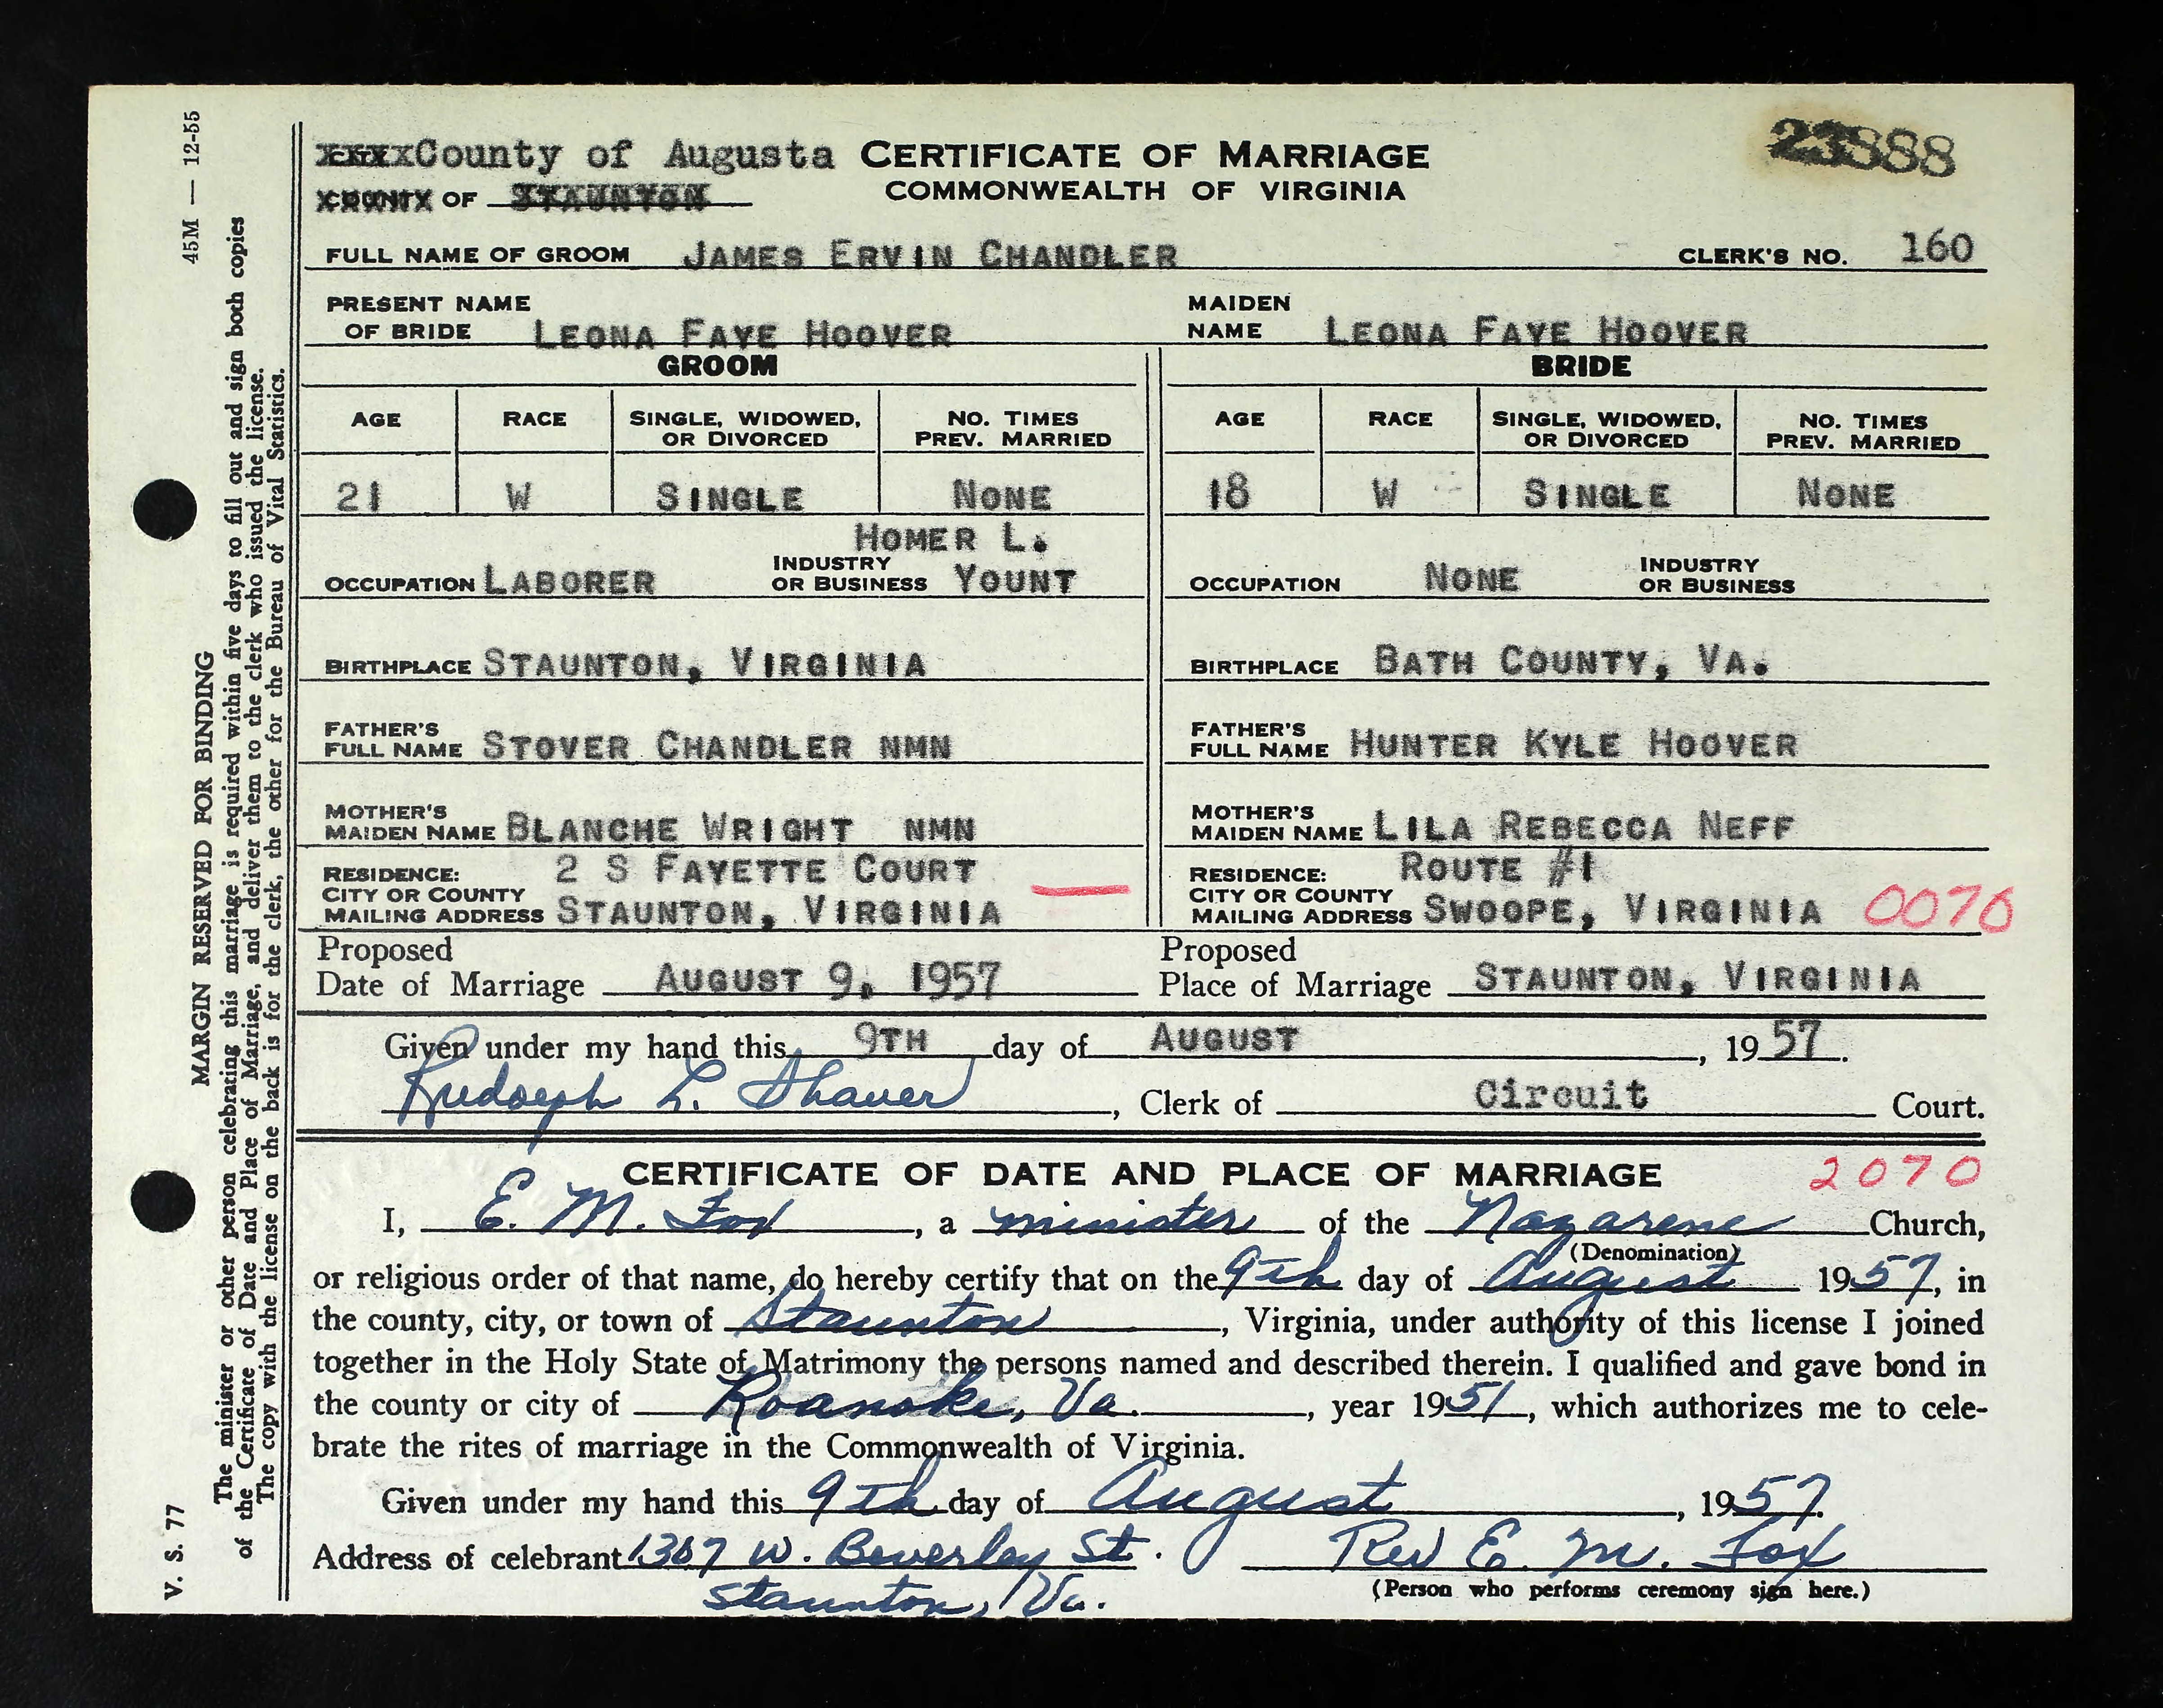 45M — 12-55
MARGIN RESERVED FOR BINDING
The minister or other person celebrating this marriage is required within five days to fill out and sign both copies
of the Certificate of Date and Place of Marriage, and deliver them to the clerk who issued the license.
The copy with the license on the back is for the clerk, the other for the Bureau of Vital Statistics.
V. S. 77
XXXXXCounty of Augusta CERTIFICATE OF MARRIAGE 23888
COUNTY OF STAUNTON COMMONWEALTH OF VIRGINIA
FULL NAME OF GROOM JAMES ERVIN CHANDLER CLERK'S NO. 160
PRESENT NAME MAIDEN
OF BRIDE LEONA FAYE HOOVER NAME LEONA FAYE HOOVER
GROOM BRIDE
AGE RACE SINGLE, WIDOWED, OR DIVORCED NO. TIMES PREV. MARRIED AGE RACE SINGLE, WIDOWED, OR DIVORCED NO. TIMES PREV. MARRIED
21 W SINGLE NONE 18 W SINGLE NONE
HOMER L.
OCCUPATION LABORER INDUSTRY OR BUSINESS YOUNT OCCUPATION NONE INDUSTRY OR BUSINESS
BIRTHPLACE STAUNTON, VIRGINIA BIRTHPLACE BATH COUNTY, VA.
FATHER'S FULL NAME STOVER CHANDLER NMN FATHER'S FULL NAME HUNTER KYLE HOOVER
MOTHER'S MAIDEN NAME BLANCHE WRIGHT NMN MOTHER'S MAIDEN NAME LILA REBECCA NEFF
RESIDENCE: 2 S FAYETTE COURT RESIDENCE: ROUTE #1
CITY OR COUNTY CITY OR COUNTY
MAILING ADDRESS STAUNTON, VIRGINIA MAILING ADDRESS SWOOPE, VIRGINIA 0070
Proposed Proposed
Date of Marriage AUGUST 9, 1957 Place of Marriage STAUNTON, VIRGINIA
Given under my hand this 9TH day of AUGUST, 1957.
Rudolph L. Shaver, Clerk of Circuit Court.
CERTIFICATE OF DATE AND PLACE OF MARRIAGE 2070
I, E. M. Fox, a minister of the Nazarene Church,
(Denomination)
or religious order of that name, do hereby certify that on the 9th day of August 1957, in
the county, city, or town of Staunton, Virginia, under authority of this license I joined
together in the Holy State of Matrimony the persons named and described therein. I qualified and gave bond in
the county or city of Roanoke, Va., year 1951, which authorizes me to cele-
brate the rites of marriage in the Commonwealth of Virginia.
Given under my hand this 9th day of August, 1957.
Address of celebrant 1307 W. Beverley St. Rev E. M. Fox
Staunton, Va. (Person who performs ceremony sign here.)